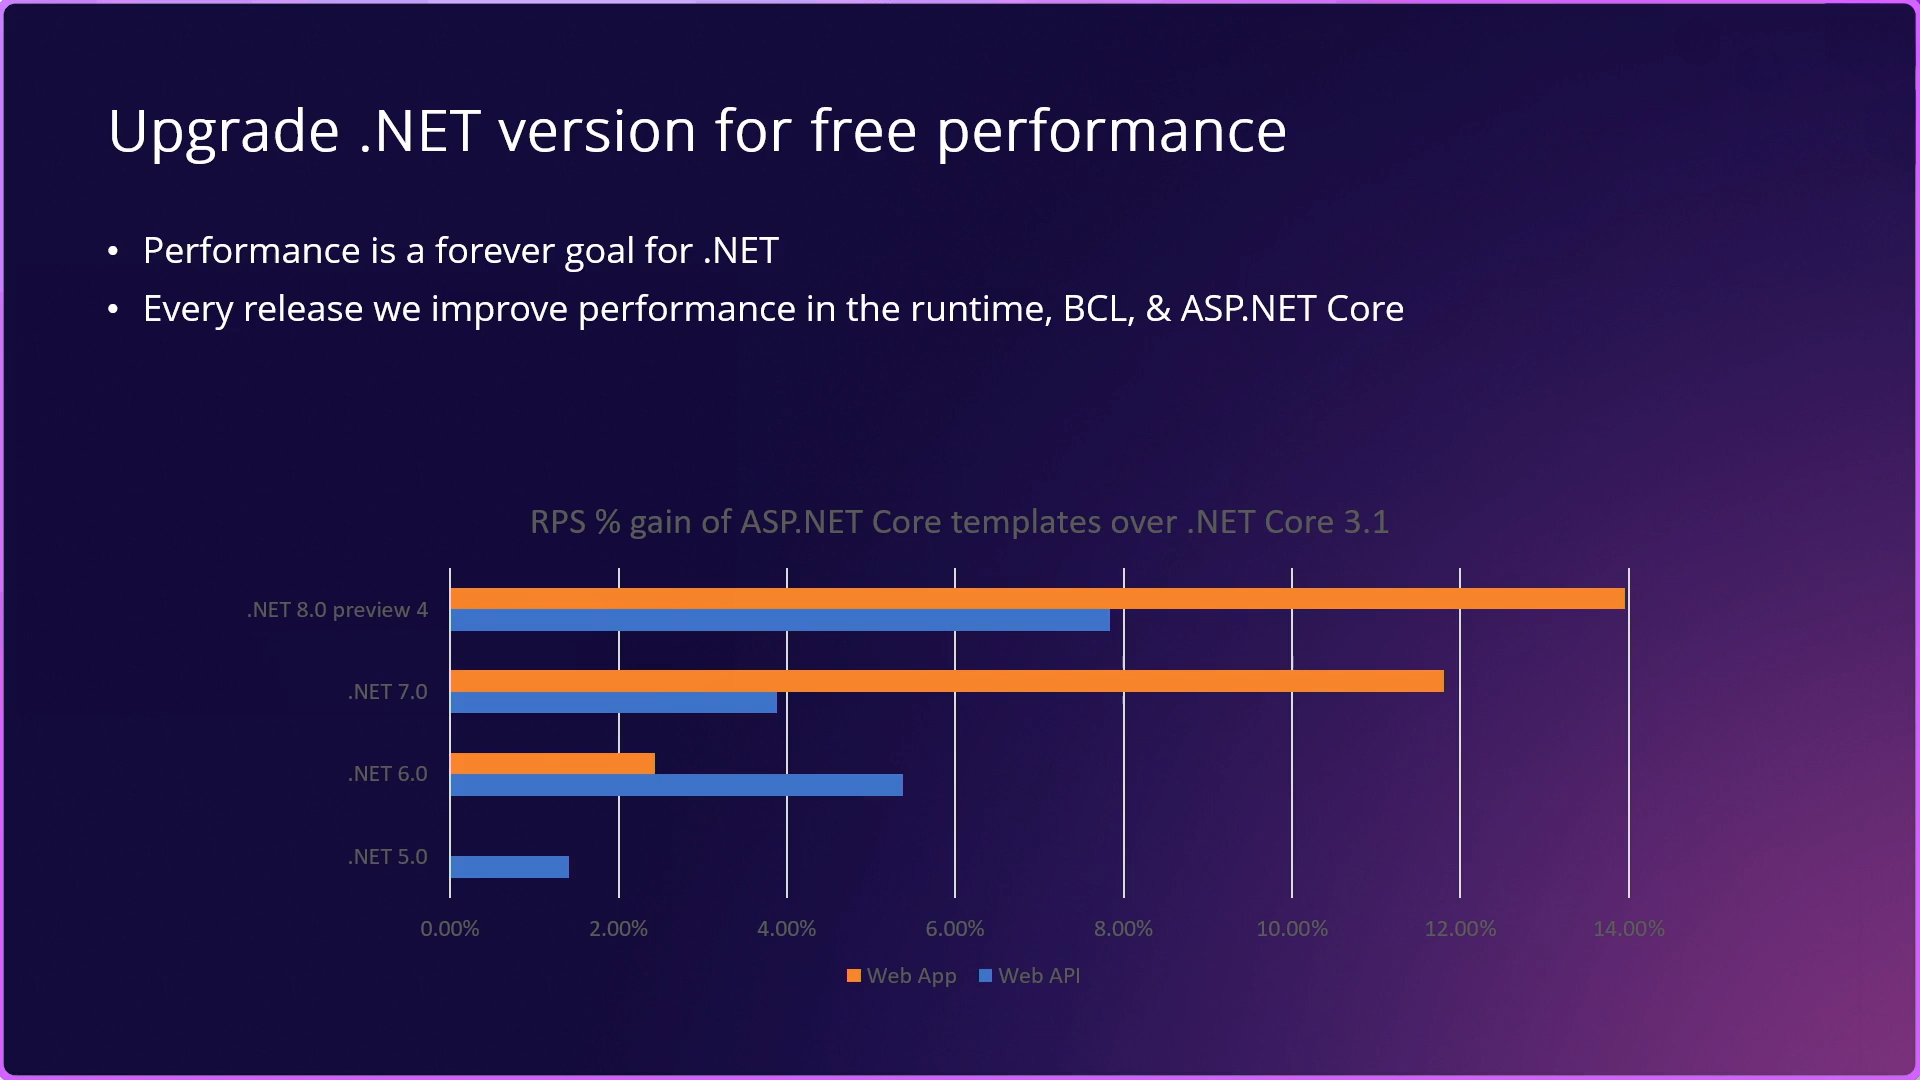 Upgrade .NET version for free performance
• Performance is a forever goal for .NET
• Every release we improve performance in the runtime, BCL, & ASP.NET Core
RPS % gain of ASP.NET Core templates over .NET Core 3.1
.NET 8.0 preview 4
.NET 7.0
.NET 6.0
.NET 5.0
0.00% 2.00% 4.00% 6.00% 8.00% 10.00% 12.00% 14.00%
Web App Web API